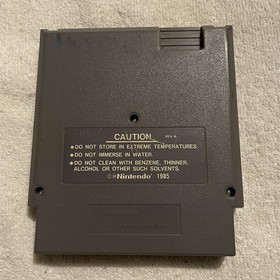 CAUTION REV-A
●DO NOT STORE IN EXTREME TEMPERATURES.
●DO NOT IMMERSE IN WATER.
●DO NOT CLEAN WITH BENZENE, THINNER,
ALCOHOL OR OTHER SUCH SOLVENTS.
©Nintendo® 1985